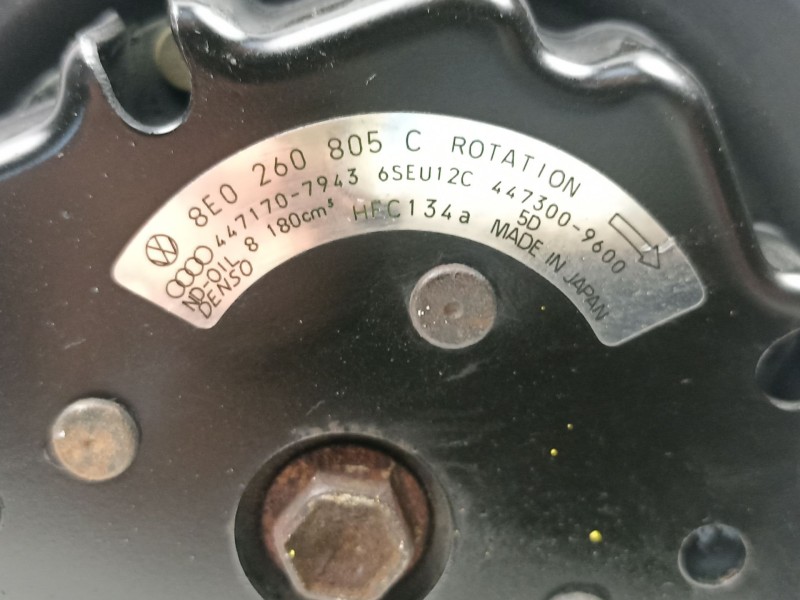 8E0 260 805 C ROTATION
447170-7943 6SEU12C 447300-9600
ND-OIL 8 180cm³ HFC134a 5D
DENSO MADE IN JAPAN